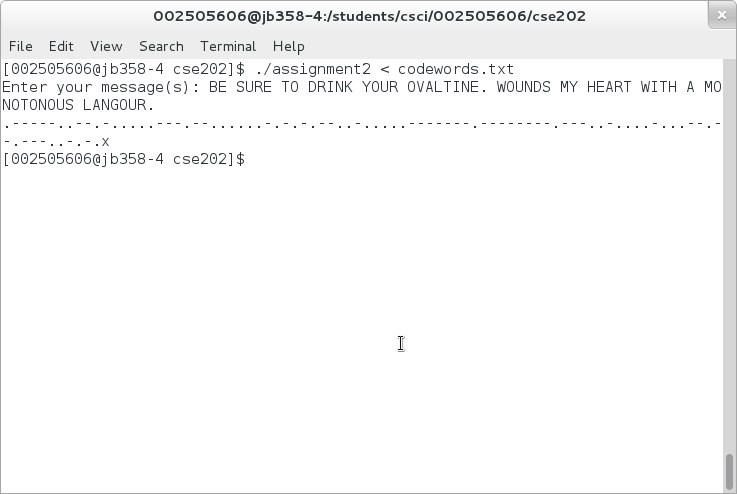 002505606@jb358-4:/students/csci/002505606/cse202
File Edit View Search Terminal Help
[002505606@jb358-4 cse202]$ ./assignment2 < codewords.txt
Enter your message(s): BE SURE TO DRINK YOUR OVALTINE. WOUNDS MY HEART WITH A MO
NOTONOUS LANGOUR.
.-----..--.-.....---.--......-.-.-.--..-.....-------.--------.---..-....-...--.-
-.---..-.-.x
[002505606@jb358-4 cse202]$